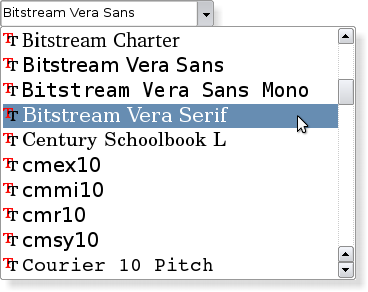 Bitstream Vera Sans
Bitstream Charter
Bitstream Vera Sans
Bitstream Vera Sans Mono
Bitstream Vera Serif
Century Schoolbook L
cmex10
cmmi10
cmr10
cmsy10
Courier 10 Pitch